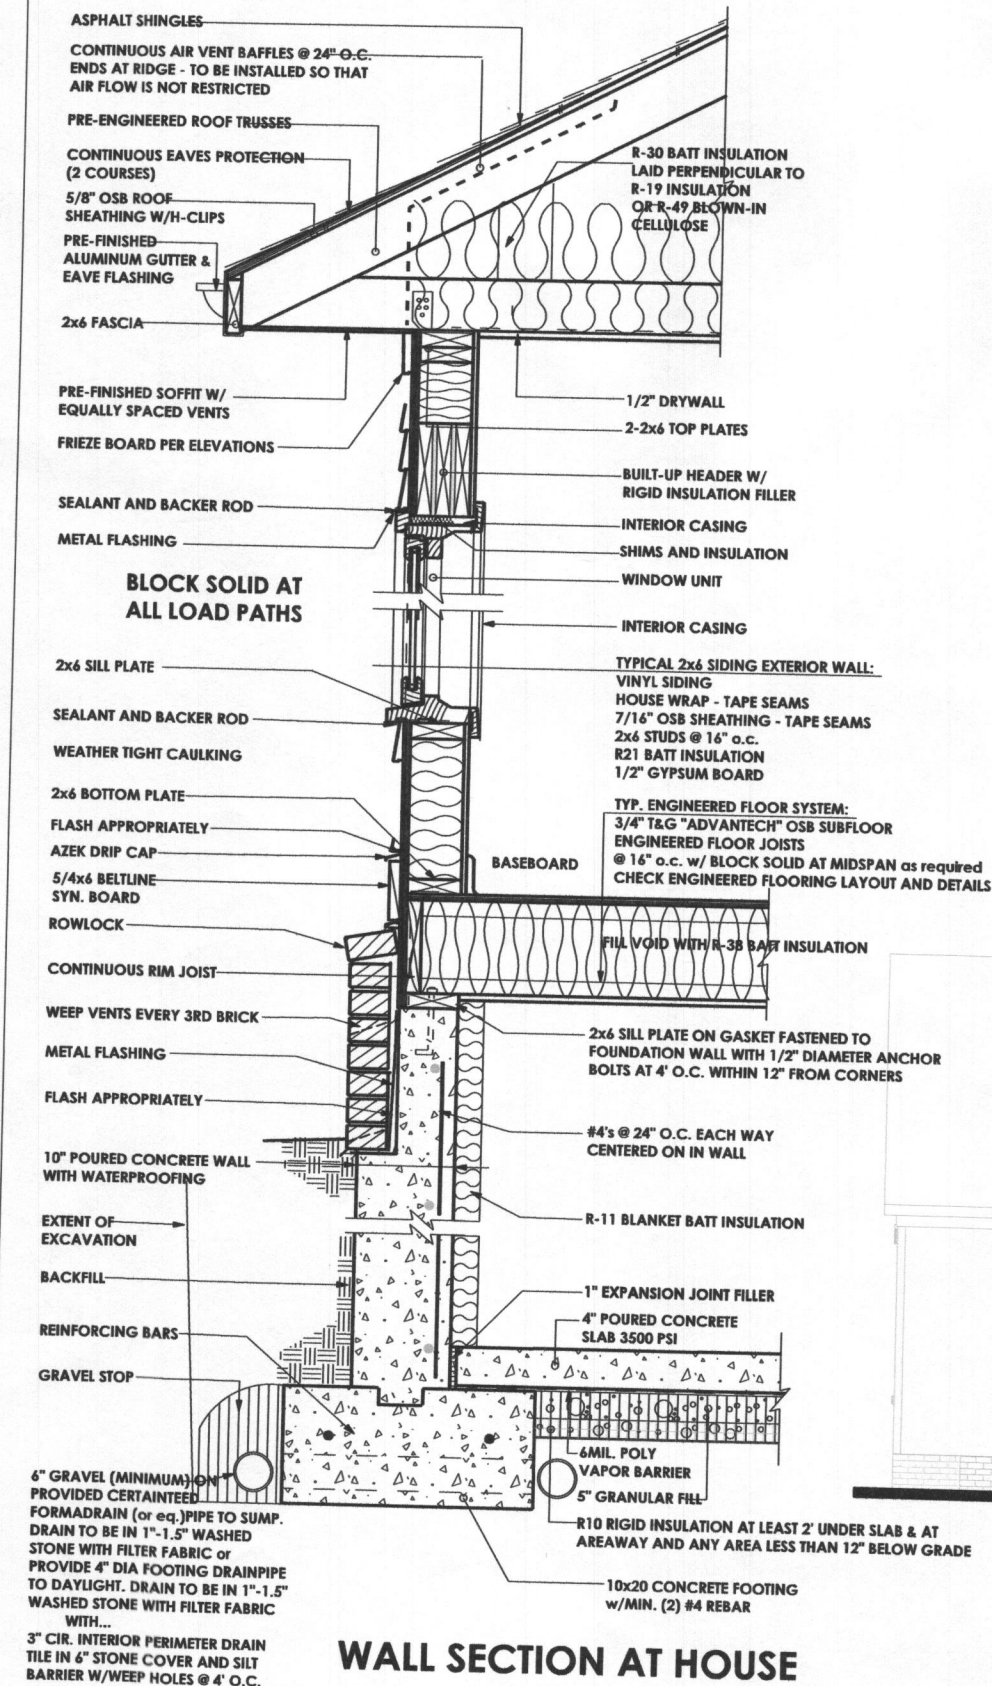 ASPHALT SHINGLES
CONTINUOUS AIR VENT BAFFLES @ 24" O.C.
ENDS AT RIDGE - TO BE INSTALLED SO THAT
AIR FLOW IS NOT RESTRICTED
PRE-ENGINEERED ROOF TRUSSES
CONTINUOUS EAVES PROTECTION
(2 COURSES)
5/8" OSB ROOF
SHEATHING W/H-CLIPS
PRE-FINISHED
ALUMINUM GUTTER &
EAVE FLASHING
2x6 FASCIA
PRE-FINISHED SOFFIT W/
EQUALLY SPACED VENTS
FRIEZE BOARD PER ELEVATIONS
SEALANT AND BACKER ROD
METAL FLASHING
BLOCK SOLID AT
ALL LOAD PATHS
2x6 SILL PLATE
SEALANT AND BACKER ROD
WEATHER TIGHT CAULKING
2x6 BOTTOM PLATE
FLASH APPROPRIATELY
AZEK DRIP CAP
5/4x6 BELTLINE
SYN. BOARD
ROWLOCK
CONTINUOUS RIM JOIST
WEEP VENTS EVERY 3RD BRICK
METAL FLASHING
FLASH APPROPRIATELY
10" POURED CONCRETE WALL
WITH WATERPROOFING
EXTENT OF
EXCAVATION
BACKFILL
REINFORCING BARS
GRAVEL STOP
6" GRAVEL (MINIMUM) ON
PROVIDED CERTAINTEED
FORMADRAIN (or eq.)PIPE TO SUMP.
DRAIN TO BE IN 1"-1.5" WASHED
STONE WITH FILTER FABRIC or
PROVIDE 4" DIA FOOTING DRAINPIPE
TO DAYLIGHT. DRAIN TO BE IN 1"-1.5"
WASHED STONE WITH FILTER FABRIC
WITH...
3" CIR. INTERIOR PERIMETER DRAIN
TILE IN 6" STONE COVER AND SILT
BARRIER W/WEEP HOLES @ 4' O.C.
R-30 BATT INSULATION
LAID PERPENDICULAR TO
R-19 INSULATION
OR R-49 BLOWN-IN
CELLULOSE
1/2" DRYWALL
2-2x6 TOP PLATES
BUILT-UP HEADER W/
RIGID INSULATION FILLER
INTERIOR CASING
SHIMS AND INSULATION
WINDOW UNIT
INTERIOR CASING
TYPICAL 2x6 SIDING EXTERIOR WALL:
VINYL SIDING
HOUSE WRAP - TAPE SEAMS
7/16" OSB SHEATHING - TAPE SEAMS
2x6 STUDS @ 16" o.c.
R21 BATT INSULATION
1/2" GYPSUM BOARD
TYP. ENGINEERED FLOOR SYSTEM:
3/4" T&G "ADVANTECH" OSB SUBFLOOR
ENGINEERED FLOOR JOISTS
@ 16" o.c. w/ BLOCK SOLID AT MIDSPAN as required
CHECK ENGINEERED FLOORING LAYOUT AND DETAILS
BASEBOARD
FILL VOID WITH R-38 BATT INSULATION
2x6 SILL PLATE ON GASKET FASTENED TO
FOUNDATION WALL WITH 1/2" DIAMETER ANCHOR
BOLTS AT 4' O.C. WITHIN 12" FROM CORNERS
#4's @ 24" O.C. EACH WAY
CENTERED ON IN WALL
R-11 BLANKET BATT INSULATION
1" EXPANSION JOINT FILLER
4" POURED CONCRETE
SLAB 3500 PSI
6MIL. POLY
VAPOR BARRIER
5" GRANULAR FILL
R10 RIGID INSULATION AT LEAST 2' UNDER SLAB & AT
AREAWAY AND ANY AREA LESS THAN 12" BELOW GRADE
10x20 CONCRETE FOOTING
w/MIN. (2) #4 REBAR
WALL SECTION AT HOUSE